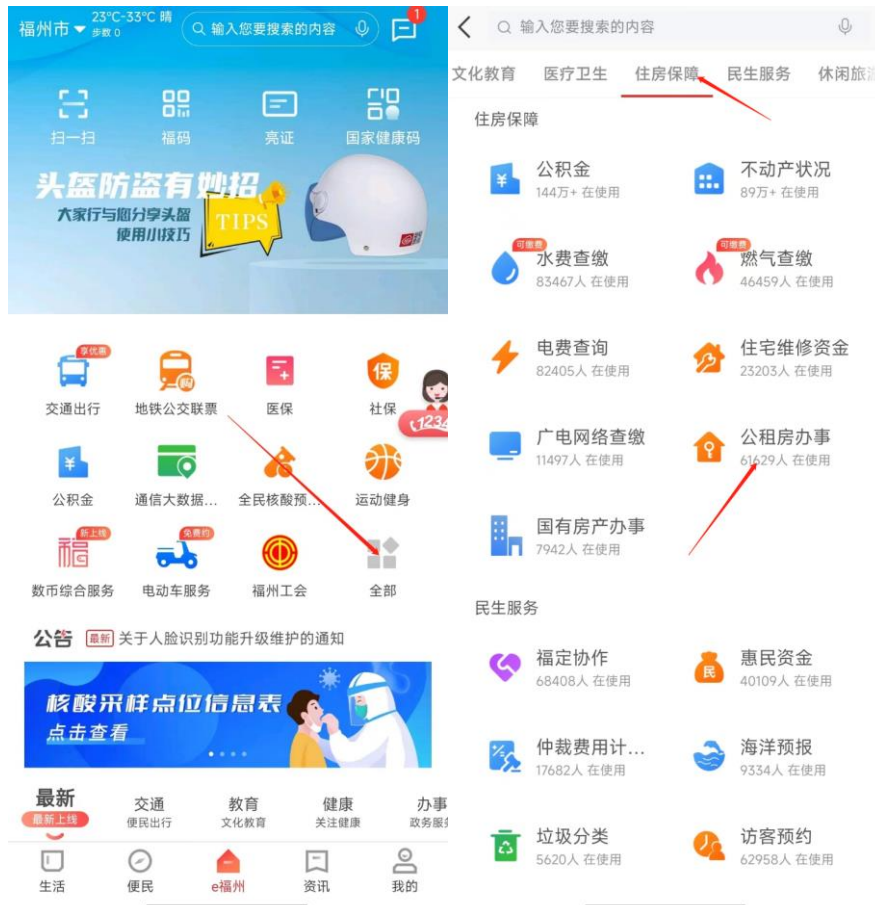 福州市
23°C-33°C 晴
步数 0
输入您要搜索的内容
1
扫一扫
福码
亮证
国家健康码
头盔防盗有妙招
大家行与您分享头盔
使用小技巧
TIPS
享优惠
交通出行
地铁公交联票
医保
保
社保
1234
公积金
通信大数据...
全民核酸预...
运动健身
新上线
免费约
数币综合服务
电动车服务
福州工会
全部
公告
最新
关于人脸识别功能升级维护的通知
核酸采样点位信息表
点击查看
最新
最新上线
交通
便民出行
教育
文化教育
健康
关注健康
办事
政务服务
生活
便民
e福州
资讯
我的
输入您要搜索的内容
文化教育
医疗卫生
住房保障
民生服务
休闲旅游
住房保障
公积金
144万+ 在使用
不动产状况
89万+ 在使用
可缴费
水费查缴
83467人 在使用
可缴费
燃气查缴
46459人 在使用
电费查询
82405人 在使用
住宅维修资金
23203人 在使用
广电网络查缴
11497人 在使用
公租房办事
61629人 在使用
国有房产办事
7942人 在使用
民生服务
福定协作
68408人 在使用
民
惠民资金
40109人 在使用
仲裁费用计...
17682人 在使用
海洋预报
9334人 在使用
垃圾分类
5620人 在使用
访客预约
62958人 在使用